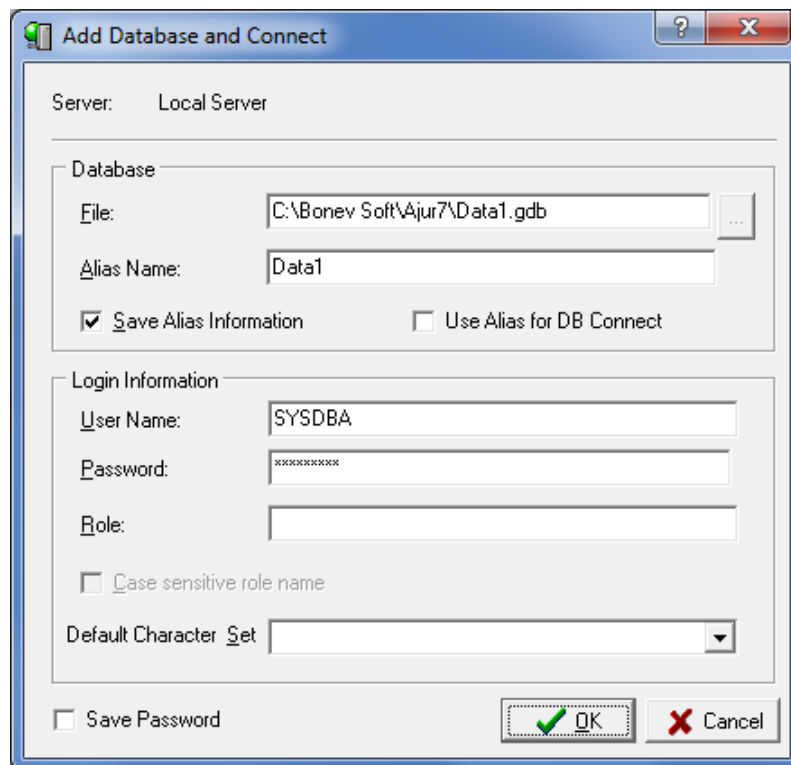 Add Database and Connect
Server: Local Server
Database
File: C:\Bonev Soft\Ajur7\Data1.gdb ...
Alias Name: Data1
Save Alias Information Use Alias for DB Connect
Login Information
User Name: SYSDBA
Password: *********
Role:
Case sensitive role name
Default Character Set
Save Password OK Cancel